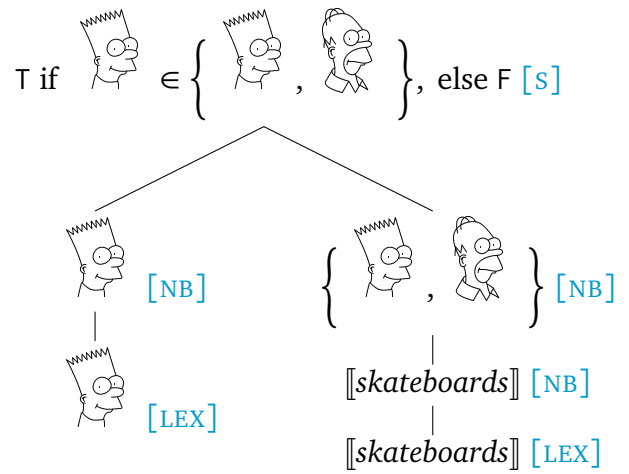 T if ∈ { , }, else F [S]
[NB] { , } [NB]
⟦skateboards⟧ [NB]
[LEX] ⟦skateboards⟧ [LEX]